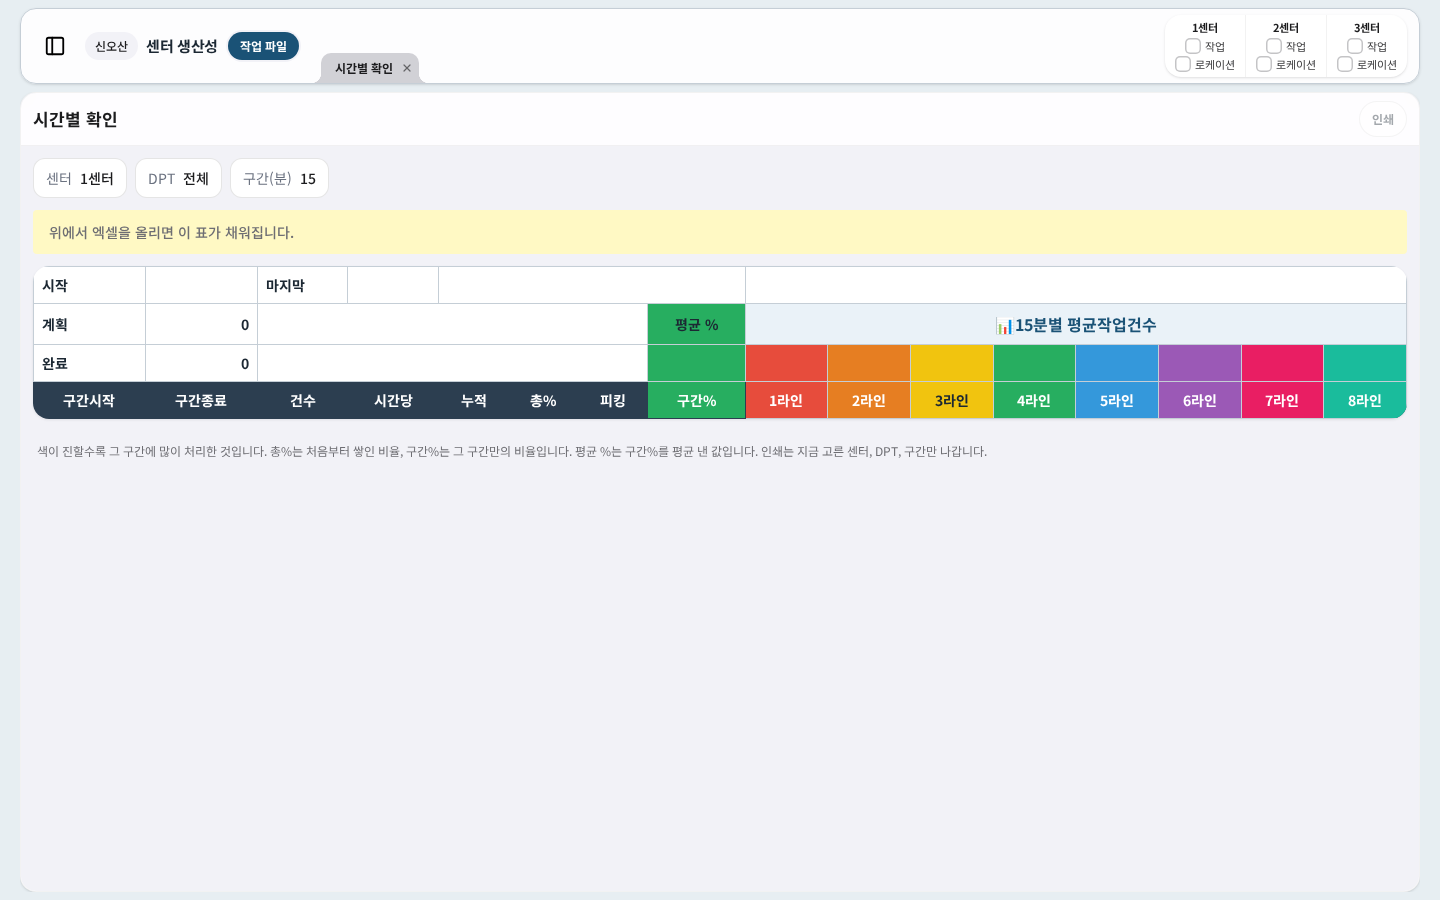 신오산 센터 생산성 작업 파일
시간별 확인 ×
1센터 2센터 3센터
작업 작업 작업
로케이션 로케이션 로케이션
시간별 확인
인쇄
센터 1센터 DPT 전체 구간(분) 15
위에서 엑셀을 올리면 이 표가 채워집니다.
시작 마지막
계획 0 평균 % 📊15분별 평균작업건수
완료 0
구간시작 구간종료 건수 시간당 누적 총% 피킹 구간% 1라인 2라인 3라인 4라인 5라인 6라인 7라인 8라인
색이 진할수록 그 구간에 많이 처리한 것입니다. 총%는 처음부터 쌓인 비율, 구간%는 그 구간만의 비율입니다. 평균 %는 구간%를 평균 낸 값입니다. 인쇄는 지금 고른 센터, DPT, 구간만 나갑니다.